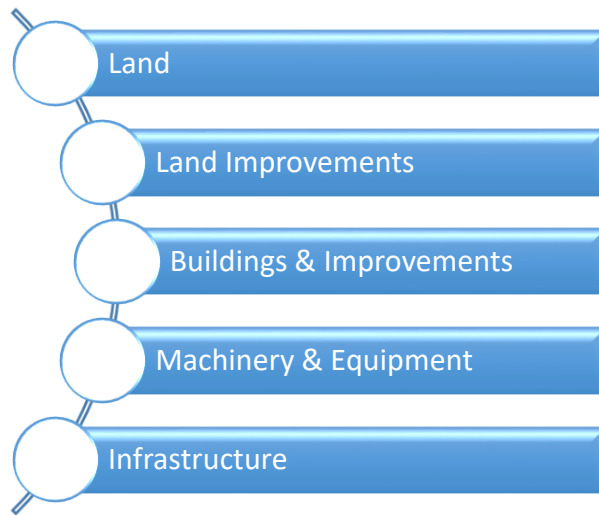 Land
Land Improvements
Buildings & Improvements
Machinery & Equipment
Infrastructure